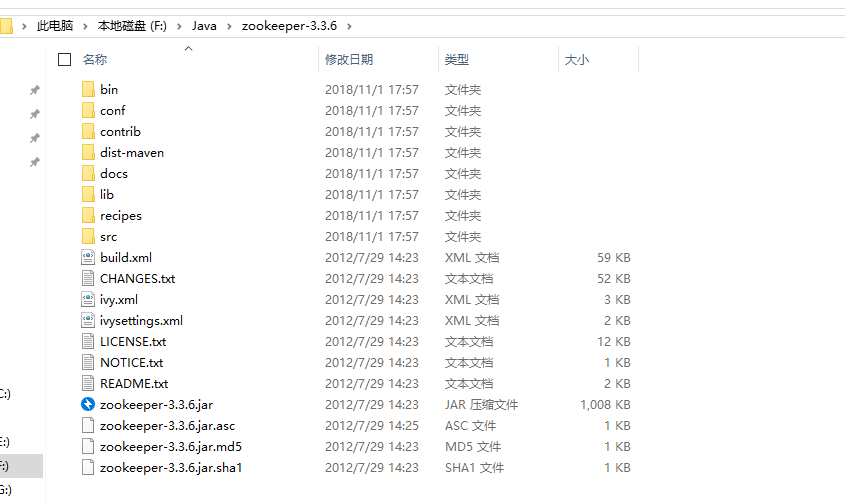 此电脑 › 本地磁盘 (F:) › Java › zookeeper-3.3.6 ›
名称 修改日期 类型 大小
bin 2018/11/1 17:57 文件夹
conf 2018/11/1 17:57 文件夹
contrib 2018/11/1 17:57 文件夹
dist-maven 2018/11/1 17:57 文件夹
docs 2018/11/1 17:57 文件夹
lib 2018/11/1 17:57 文件夹
recipes 2018/11/1 17:57 文件夹
src 2018/11/1 17:57 文件夹
build.xml 2012/7/29 14:23 XML 文档 59 KB
CHANGES.txt 2012/7/29 14:23 文本文档 52 KB
ivy.xml 2012/7/29 14:23 XML 文档 3 KB
ivysettings.xml 2012/7/29 14:23 XML 文档 2 KB
LICENSE.txt 2012/7/29 14:23 文本文档 12 KB
NOTICE.txt 2012/7/29 14:23 文本文档 1 KB
README.txt 2012/7/29 14:23 文本文档 2 KB
C:)
zookeeper-3.3.6.jar 2012/7/29 14:23 JAR 压缩文件 1,008 KB
zookeeper-3.3.6.jar.asc 2012/7/29 14:25 ASC 文件 1 KB
E:)
zookeeper-3.3.6.jar.md5 2012/7/29 14:23 MD5 文件 1 KB
F:)
zookeeper-3.3.6.jar.sha1 2012/7/29 14:23 SHA1 文件 1 KB
G:)